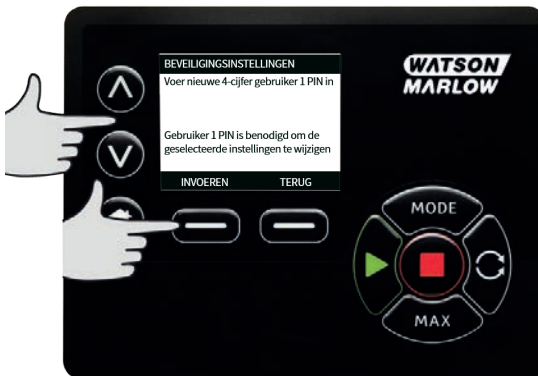 BEVEILIGINGSINSTELLINGEN
Voer nieuwe 4-cijfer gebruiker 1 PIN in
Gebruiker 1 PIN is benodigd om de
geselecteerde instellingen te wijzigen
INVOEREN TERUG
WATSON
MARLOW
MODE
MAX